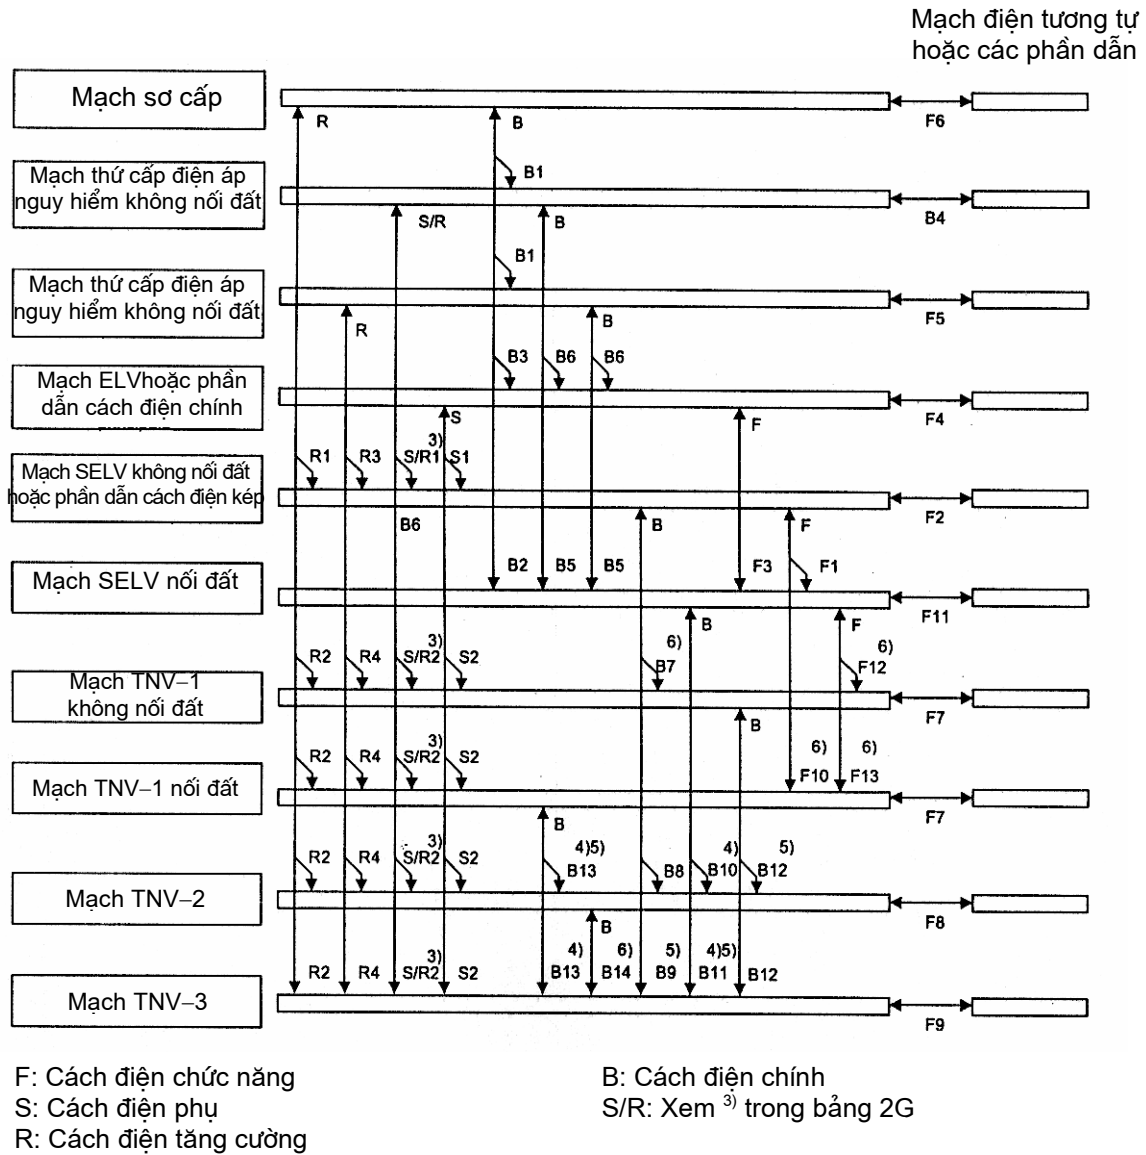 Mạch điện tương tự
hoặc các phần dẫn
Mạch sơ cấp
R
B
F6
Mạch thứ cấp điện áp
nguy hiểm không nối đất
B1
S/R
B
B4
Mạch thứ cấp điện áp
nguy hiểm không nối đất
B1
R
B
F5
Mạch ELVhoặc phần
dẫn cách điện chính
B3
B6
B6
S
F
F4
Mạch SELV không nối đất
hoặc phần dẫn cách điện kép
R1
R3
S/R1
3)
S1
B6
B
F
F2
Mạch SELV nối đất
B2
B5
B5
F3
F1
B
F
F11
Mạch TNV–1
không nối đất
R2
R4
S/R2
3)
S2
6)
B7
6)
F12
B
F7
Mạch TNV–1 nối đất
R2
R4
S/R2
3)
S2
6)
F10
6)
F13
B
F7
Mạch TNV–2
R2
R4
S/R2
3)
S2
4)5)
B13
B8
4)
B10
5)
B12
B
F8
Mạch TNV–3
R2
R4
S/R2
3)
S2
B13
4)
B14
6)
B9
5)
B11
4)5)
B12
F9
F: Cách điện chức năng
B: Cách điện chính
S: Cách điện phụ
S/R: Xem 3) trong bảng 2G
R: Cách điện tăng cường